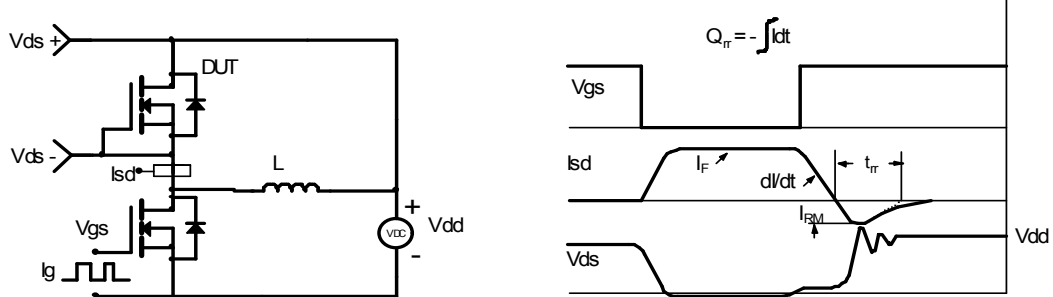 Vds +
DUT
Vds -
Isd
L
Vgs
Ig
+
VDC
-
Vdd
Qrr = - ∫Idt
Vgs
Isd
IF
dI/dt
trr
IRM
Vds
Vdd